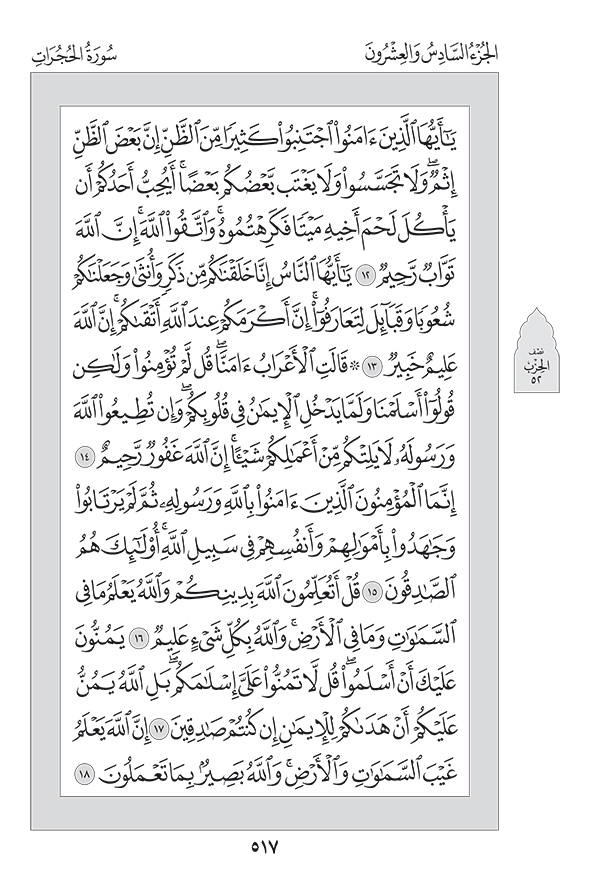 الجُزْءُ السَّادِسُ وَالعِشْرُونَ
سُورَةُ الحُجُرَاتِ
يَٰٓأَيُّهَا ٱلَّذِينَ ءَامَنُوا۟ ٱجْتَنِبُوا۟ كَثِيرًا مِّنَ ٱلظَّنِّ إِنَّ بَعْضَ ٱلظَّنِّ
إِثْمٌ ۖ وَلَا تَجَسَّسُوا۟ وَلَا يَغْتَب بَّعْضُكُم بَعْضًا ۚ أَيُحِبُّ أَحَدُكُمْ أَن
يَأْكُلَ لَحْمَ أَخِيهِ مَيْتًا فَكَرِهْتُمُوهُ ۚ وَٱتَّقُوا۟ ٱللَّهَ ۚ إِنَّ ٱللَّهَ
تَوَّابٌ رَّحِيمٌ ١٢ يَٰٓأَيُّهَا ٱلنَّاسُ إِنَّا خَلَقْنَٰكُم مِّن ذَكَرٍ وَأُنثَىٰ وَجَعَلْنَٰكُمْ
شُعُوبًا وَقَبَآئِلَ لِتَعَارَفُوٓا۟ ۚ إِنَّ أَكْرَمَكُمْ عِندَ ٱللَّهِ أَتْقَىٰكُمْ ۚ إِنَّ ٱللَّهَ
عَلِيمٌ خَبِيرٌ ١٣ ۞ قَالَتِ ٱلْأَعْرَابُ ءَامَنَّا ۖ قُل لَّمْ تُؤْمِنُوا۟ وَلَٰكِن
قُولُوٓا۟ أَسْلَمْنَا وَلَمَّا يَدْخُلِ ٱلْإِيمَٰنُ فِى قُلُوبِكُمْ ۖ وَإِن تُطِيعُوا۟ ٱللَّهَ
وَرَسُولَهُۥ لَا يَلِتْكُم مِّنْ أَعْمَٰلِكُمْ شَيْـًٔا ۚ إِنَّ ٱللَّهَ غَفُورٌ رَّحِيمٌ ١٤
إِنَّمَا ٱلْمُؤْمِنُونَ ٱلَّذِينَ ءَامَنُوا۟ بِٱللَّهِ وَرَسُولِهِۦ ثُمَّ لَمْ يَرْتَابُوا۟
وَجَٰهَدُوا۟ بِأَمْوَٰلِهِمْ وَأَنفُسِهِمْ فِى سَبِيلِ ٱللَّهِ ۚ أُو۟لَٰٓئِكَ هُمُ
ٱلصَّٰدِقُونَ ١٥ قُلْ أَتُعَلِّمُونَ ٱللَّهَ بِدِينِكُمْ وَٱللَّهُ يَعْلَمُ مَا فِى
ٱلسَّمَٰوَٰتِ وَمَا فِى ٱلْأَرْضِ ۚ وَٱللَّهُ بِكُلِّ شَىْءٍ عَلِيمٌ ١٦ يَمُنُّونَ
عَلَيْكَ أَنْ أَسْلَمُوا۟ ۖ قُل لَّا تَمُنُّوا۟ عَلَىَّ إِسْلَٰمَكُم ۖ بَلِ ٱللَّهُ يَمُنُّ
عَلَيْكُمْ أَنْ هَدَىٰكُمْ لِلْإِيمَٰنِ إِن كُنتُمْ صَٰدِقِينَ ١٧ إِنَّ ٱللَّهَ يَعْلَمُ
غَيْبَ ٱلسَّمَٰوَٰتِ وَٱلْأَرْضِ ۚ وَٱللَّهُ بَصِيرٌۢ بِمَا تَعْمَلُونَ ١٨
نصف
الحزب
٥٢
٥١٧